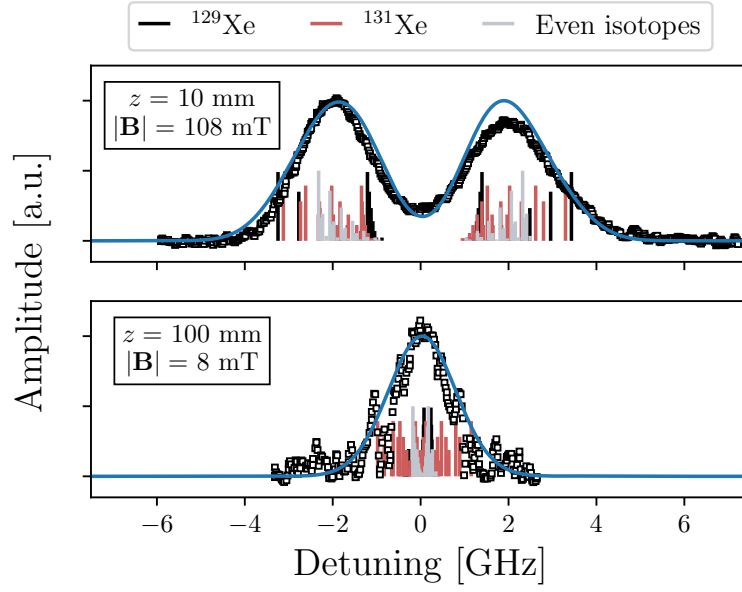 ¹²⁹Xe ¹³¹Xe Even isotopes
z = 10 mm
|B| = 108 mT
z = 100 mm
|B| = 8 mT
Amplitude [a.u.]
−6 −4 −2 0 2 4 6
Detuning [GHz]